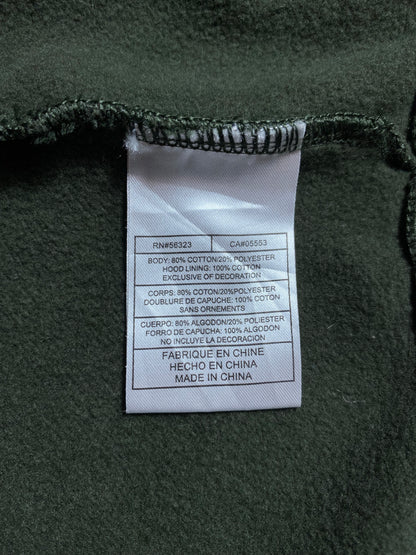 RN#56323 CA#05553
BODY: 80% COTTON/20% POLYESTER
HOOD LINING: 100% COTTON
EXCLUSIVE OF DECORATION
CORPS: 80% COTON/20% POLYESTER
DOUBLURE DE CAPUCHE: 100% COTON
SANS ORNEMENTS
CUERPO: 80% ALGODON/20% POLIESTER
FORRO DE CAPUCHA: 100% ALGODON
NO INCLUYE LA DECORACIÓN
FABRIQUE EN CHINE
HECHO EN CHINA
MADE IN CHINA